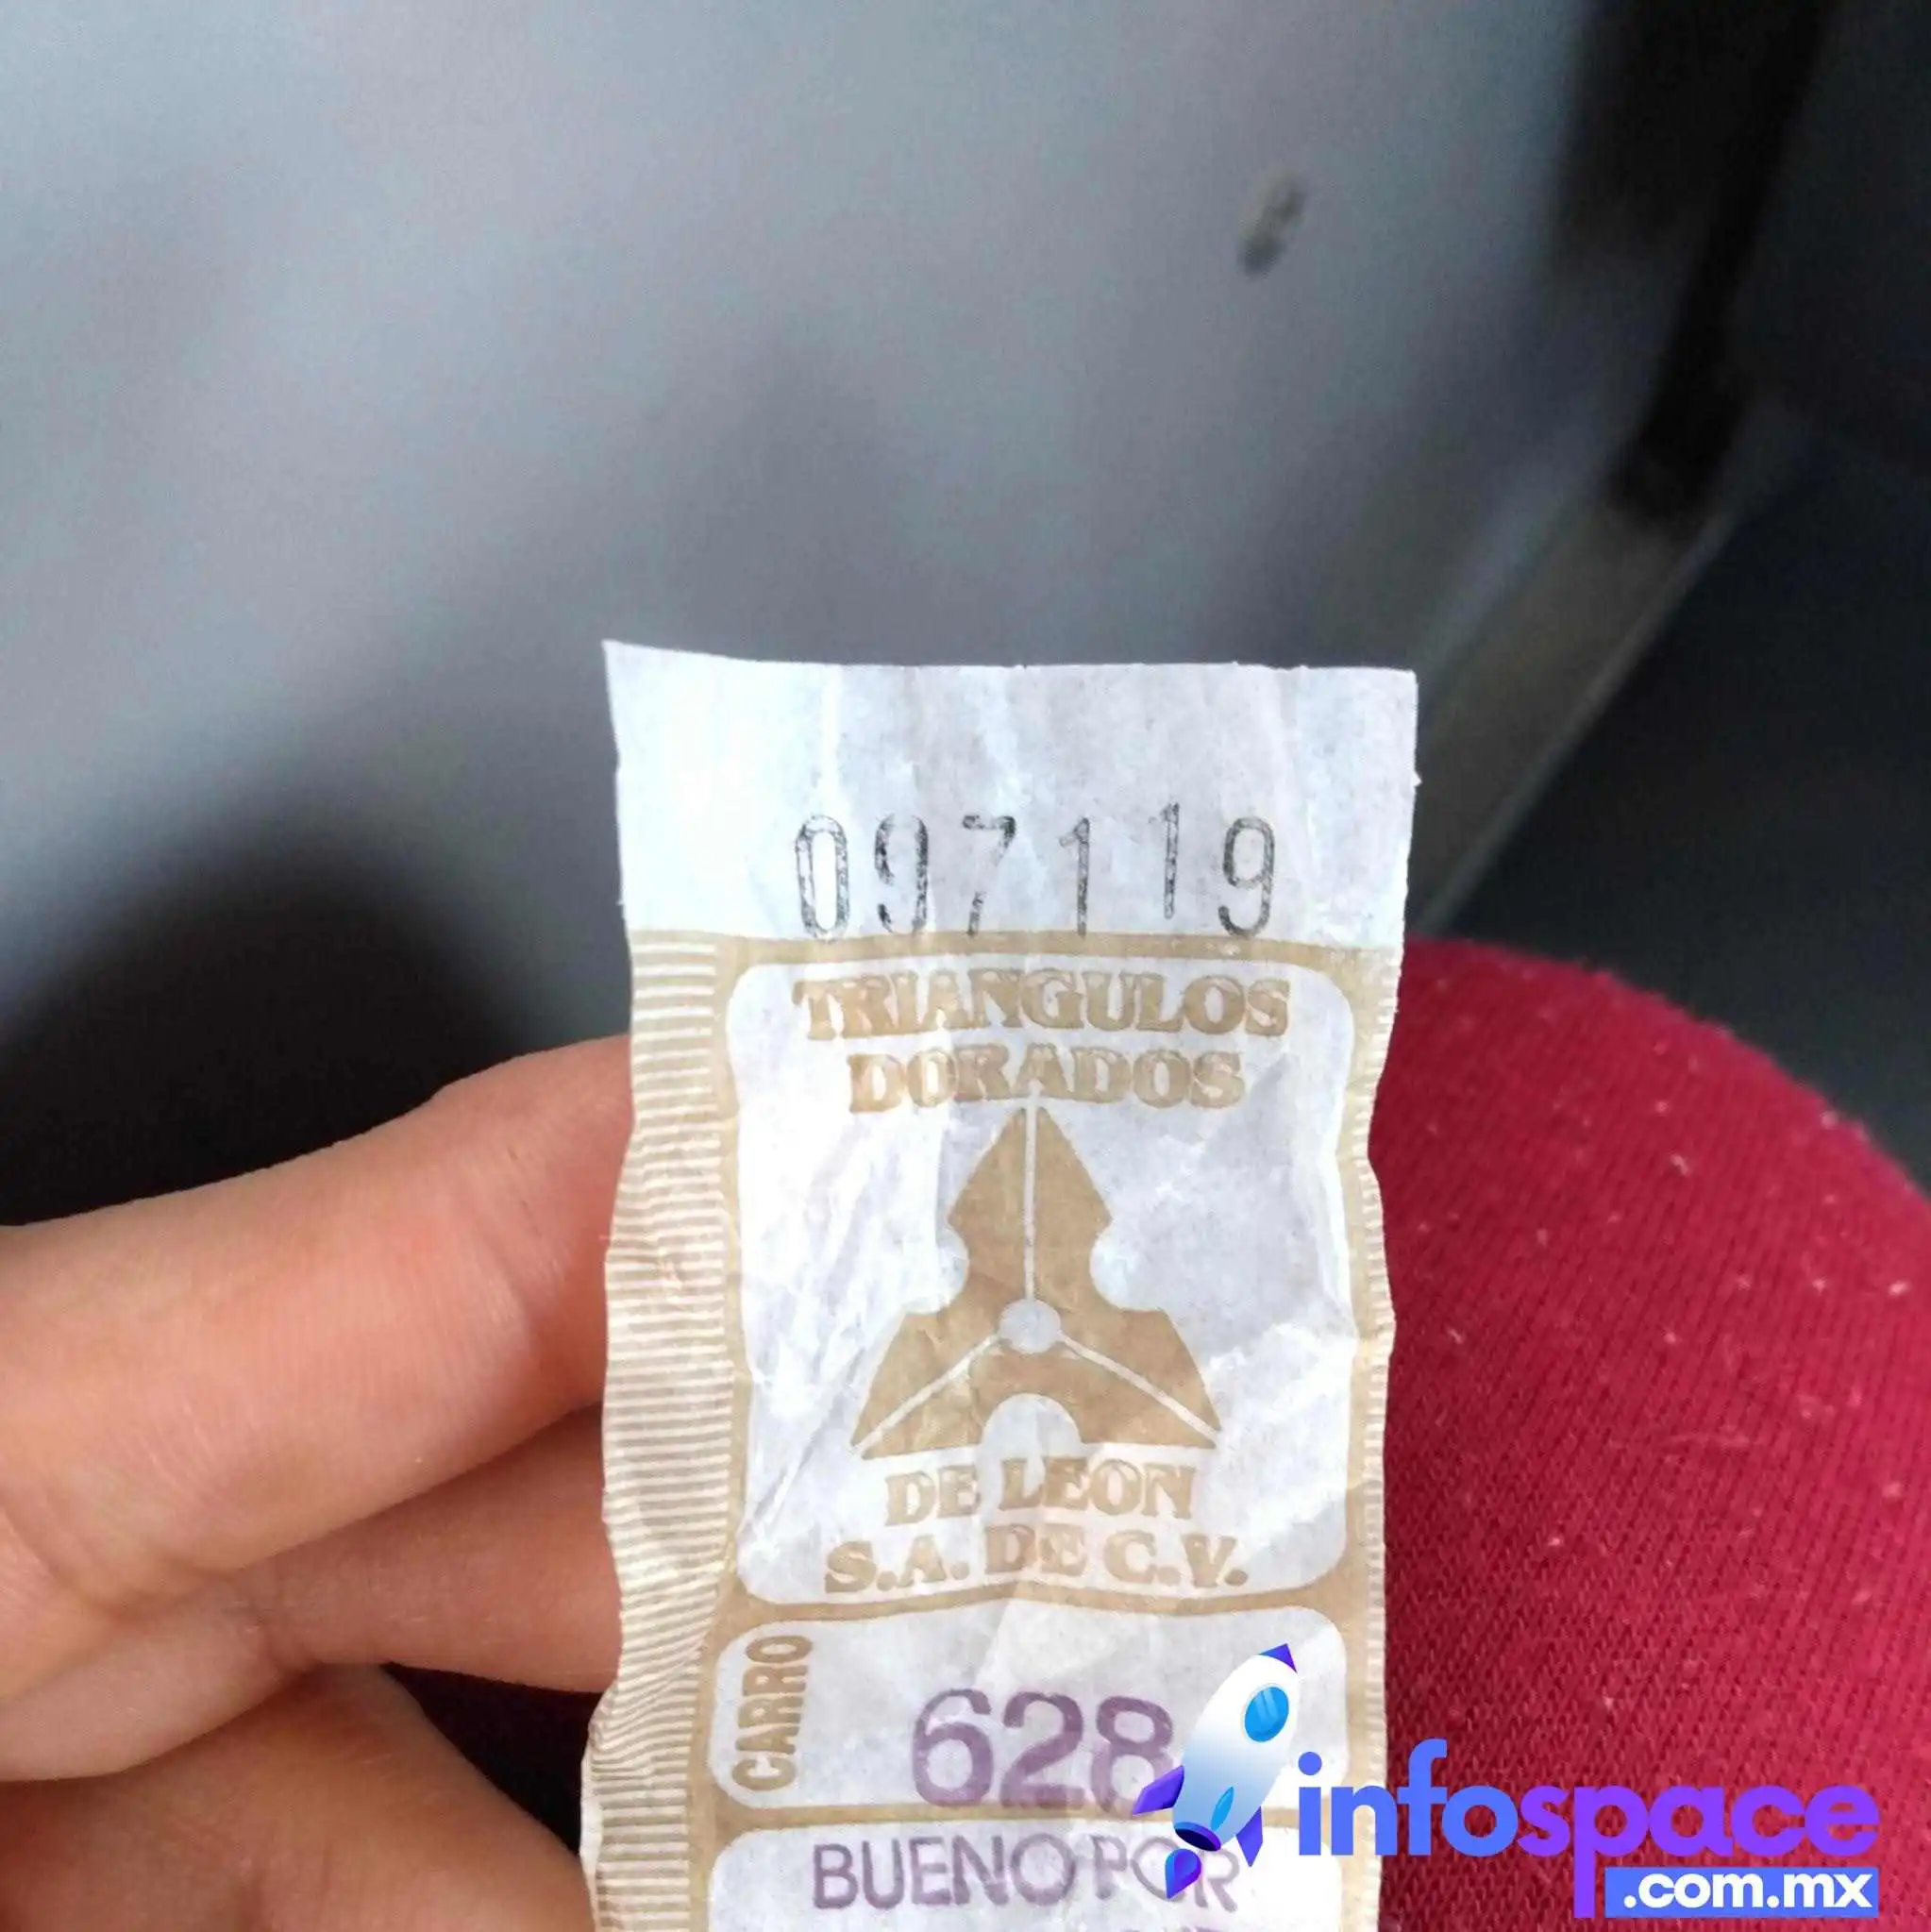 097119
TRIANGULOS
DORADOS
DE LEON
S.A. DE C.V.
CARRO
628
BUENO POR
infospace
.com.mx